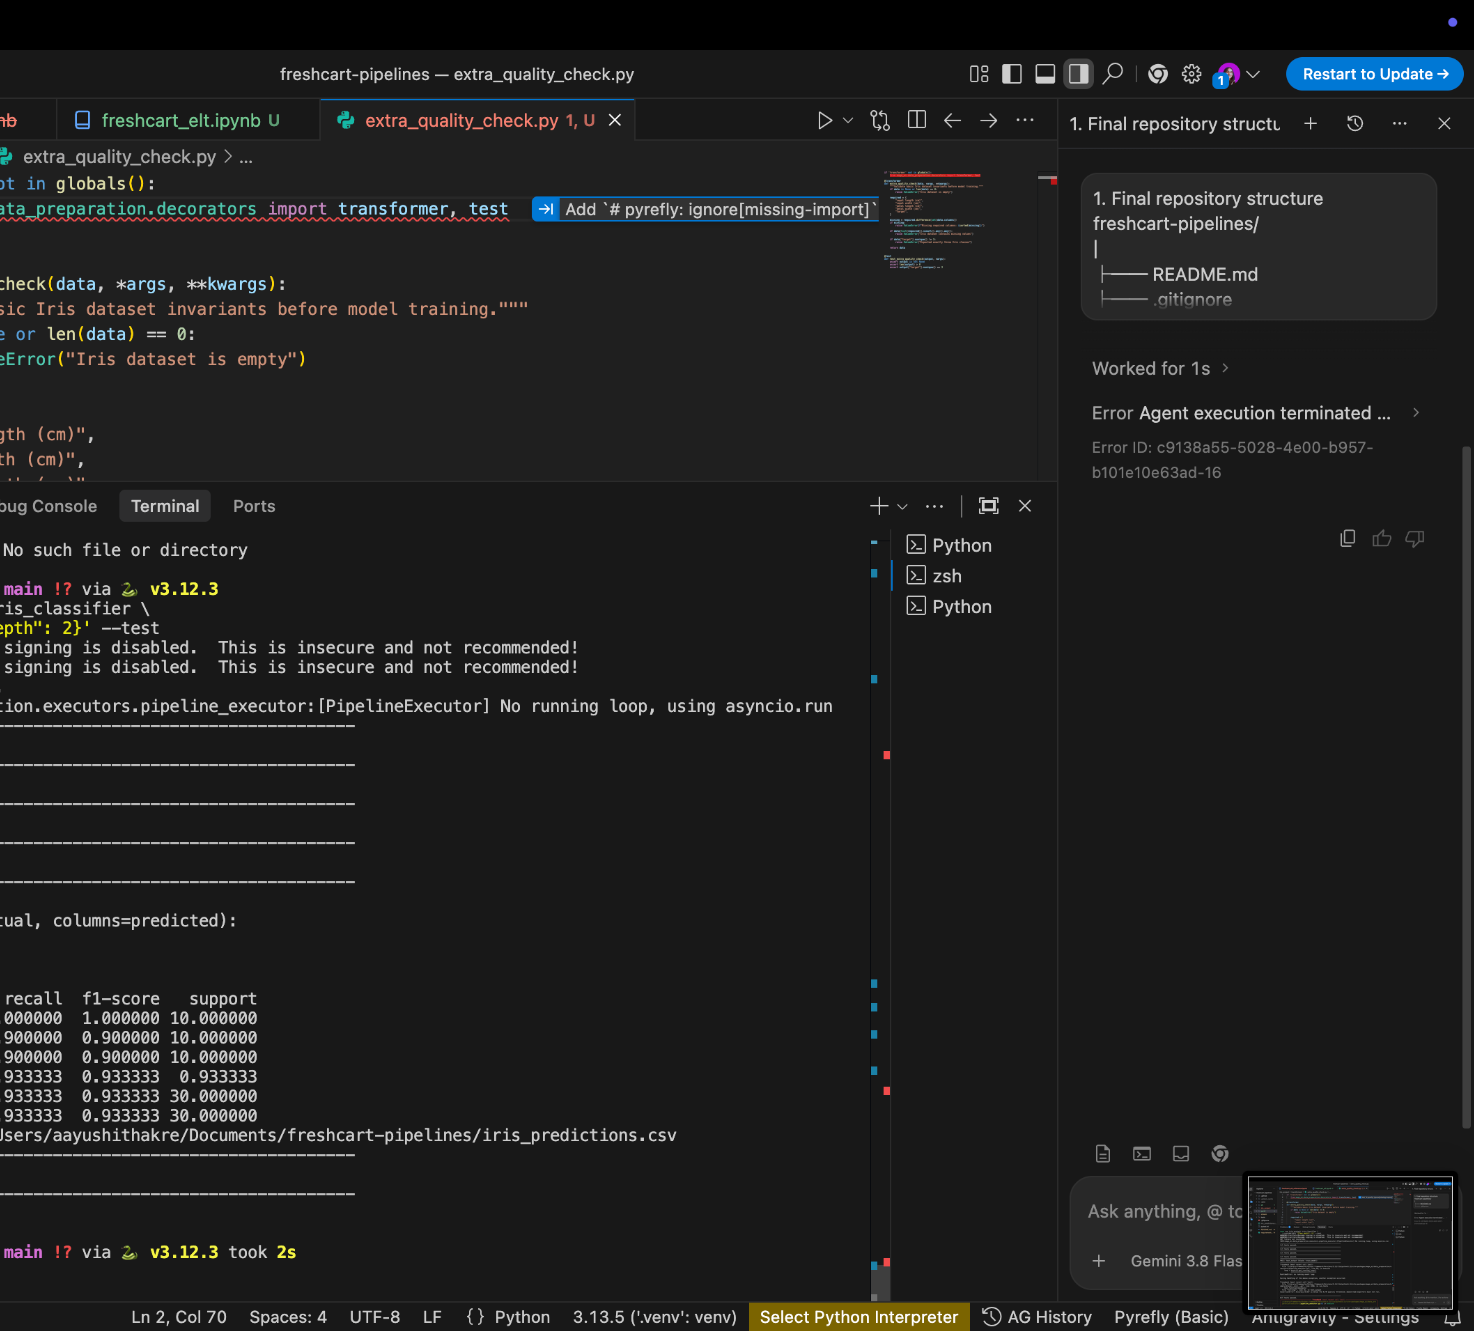 freshcart-pipelines — extra_quality_check.py
1
Restart to Update →
nb
freshcart_elt.ipynb U
extra_quality_check.py 1, U
1. Final repository structu
extra_quality_check.py > ...
ot in globals():
ata_preparation.decorators import transformer, test
Add `# pyrefly: ignore[missing-import]`
check(data, *args, **kwargs):
sic Iris dataset invariants before model training."""
e or len(data) == 0:
eError("Iris dataset is empty")
gth (cm)",
th (cm)",
1. Final repository structure
freshcart-pipelines/
|
├── README.md
├── .gitignore
Worked for 1s >
Error Agent execution terminated ... >
Error ID: c9138a55-5028-4e00-b957-
b101e10e63ad-16
bug Console
Terminal
Ports
Python
zsh
Python
No such file or directory
main !? via 🐍 v3.12.3
ris_classifier \
epth": 2}' --test
signing is disabled.  This is insecure and not recommended!
signing is disabled.  This is insecure and not recommended!
tion.executors.pipeline_executor:[PipelineExecutor] No running loop, using asyncio.run
tual, columns=predicted):
recall  f1-score   support
.000000  1.000000 10.000000
.900000  0.900000 10.000000
.900000  0.900000 10.000000
.933333  0.933333  0.933333
.933333  0.933333 30.000000
.933333  0.933333 30.000000
Users/aayushithakre/Documents/freshcart-pipelines/iris_predictions.csv
main !? via 🐍 v3.12.3 took 2s
Ask anything, @ to
Gemini 3.8 Flas
Ln 2, Col 70
Spaces: 4
UTF-8
LF
{} Python
3.13.5 ('.venv': venv)
Select Python Interpreter
AG History
Pyrefly (Basic)
Antigravity - Settings